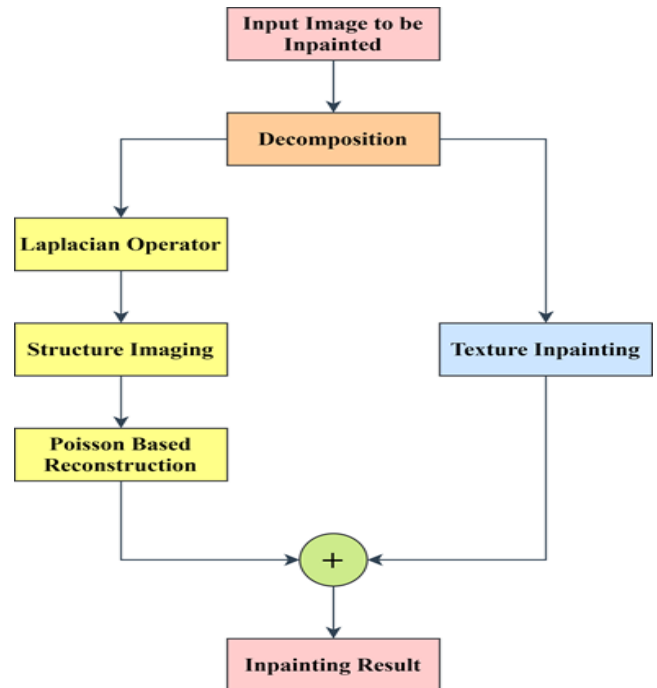 Input Image to be
Inpainted
Decomposition
Laplacian Operator
Structure Imaging
Texture Inpainting
Poisson Based
Reconstruction
+
Inpainting Result